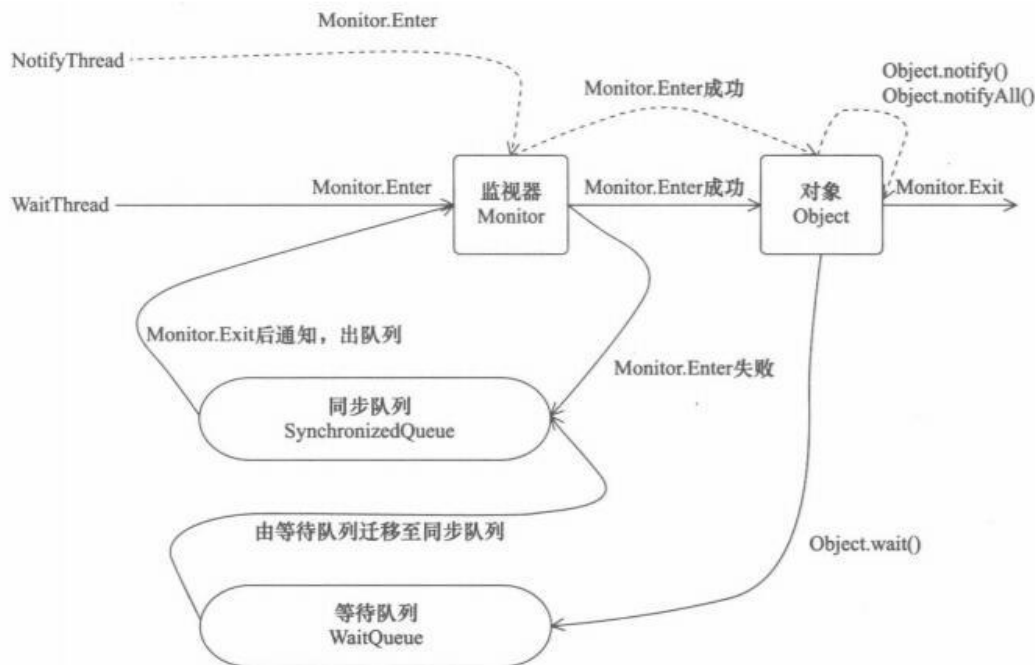 Monitor.Enter
NotifyThread
Object.notify()
Object.notifyAll()
Monitor.Enter成功
WaitThread
Monitor.Enter
监视器
Monitor
Monitor.Enter成功
对象
Object
Monitor.Exit
Monitor.Exit后通知，出队列
Monitor.Enter失败
同步队列
SynchronizedQueue
由等待队列迁移至同步队列
Object.wait()
等待队列
WaitQueue